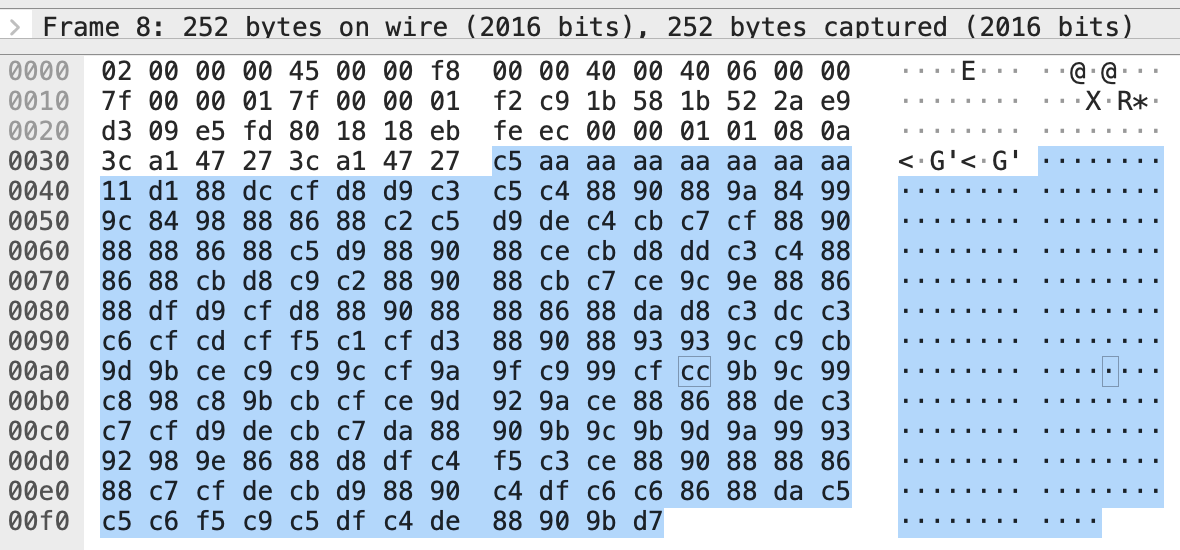 > Frame 8: 252 bytes on wire (2016 bits), 252 bytes captured (2016 bits)
0000 02 00 00 00 45 00 00 f8 00 00 40 00 40 06 00 00 ····E··· ··@·@···
0010 7f 00 00 01 7f 00 00 01 f2 c9 1b 58 1b 52 2a e9 ········ ···X·R*·
0020 d3 09 e5 fd 80 18 18 eb fe ec 00 00 01 01 08 0a ········ ········
0030 3c a1 47 27 3c a1 47 27 c5 aa aa aa aa aa aa aa <·G'<·G' ········
0040 11 d1 88 dc cf d8 d9 c3 c5 c4 88 90 88 9a 84 99 ········ ········
0050 9c 84 98 88 86 88 c2 c5 d9 de c4 cb c7 cf 88 90 ········ ········
0060 88 88 86 88 c5 d9 88 90 88 ce cb d8 dd c3 c4 88 ········ ········
0070 86 88 cb d8 c9 c2 88 90 88 cb c7 ce 9c 9e 88 86 ········ ········
0080 88 df d9 cf d8 88 90 88 88 86 88 da d8 c3 dc c3 ········ ········
0090 c6 cf cd cf f5 c1 cf d3 88 90 88 93 93 9c c9 cb ········ ········
00a0 9d 9b ce c9 c9 9c cf 9a 9f c9 99 cf cc 9b 9c 99 ········ ········
00b0 c8 98 c8 9b cb cf ce 9d 92 9a ce 88 86 88 de c3 ········ ········
00c0 c7 cf d9 de cb c7 da 88 90 9b 9c 9b 9d 9a 99 93 ········ ········
00d0 92 98 9e 86 88 d8 df c4 f5 c3 ce 88 90 88 88 86 ········ ········
00e0 88 c7 cf de cb d9 88 90 c4 df c6 c6 86 88 da c5 ········ ········
00f0 c5 c6 f5 c9 c5 df c4 de 88 90 9b d7 ········ ····